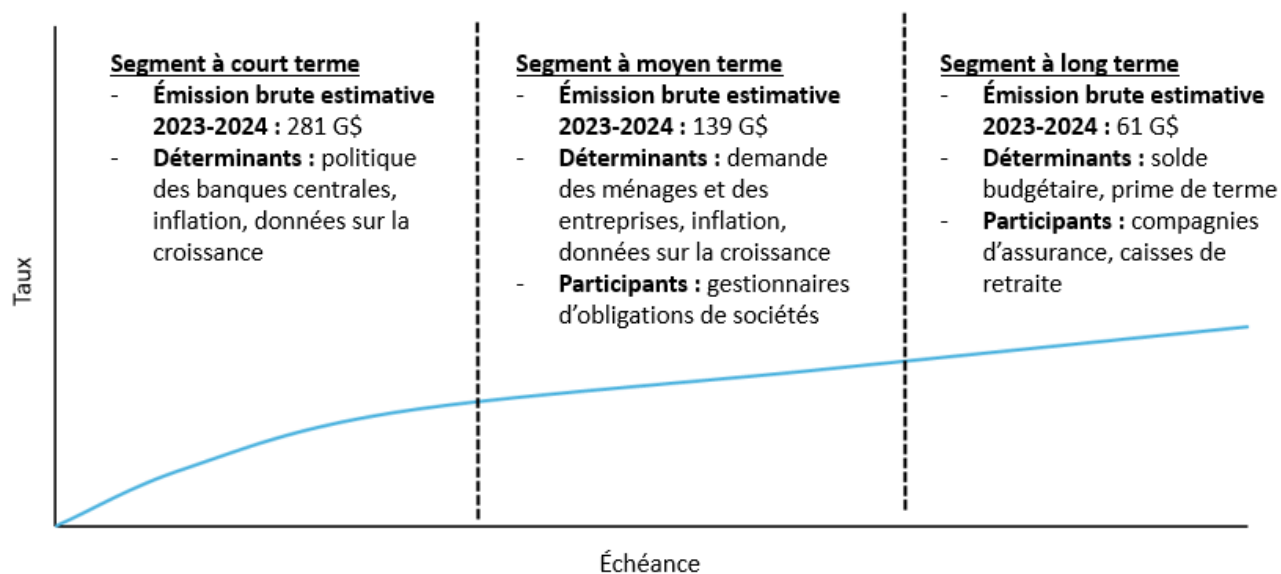 Segment à court terme
- Émission brute estimative
2023-2024 : 281 G$
- Déterminants : politique
des banques centrales,
inflation, données sur la
croissance
Segment à moyen terme
- Émission brute estimative
2023-2024 : 139 G$
- Déterminants : demande
des ménages et des
entreprises, inflation,
données sur la croissance
- Participants : gestionnaires
d’obligations de sociétés
Segment à long terme
- Émission brute estimative
2023-2024 : 61 G$
- Déterminants : solde
budgétaire, prime de terme
- Participants : compagnies
d’assurance, caisses de
retraite
Taux
Échéance